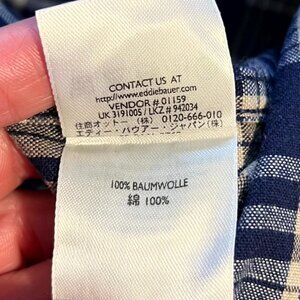 CONTACT US AT
http://www.eddiebauer.com
VENDOR # 01159
UK 3191005 / LKZ # 942034
住商オットー (株) 0120-666-010
エディー・バウアー・ジャパン(株)
100% BAUMWOLLE
綿 100%